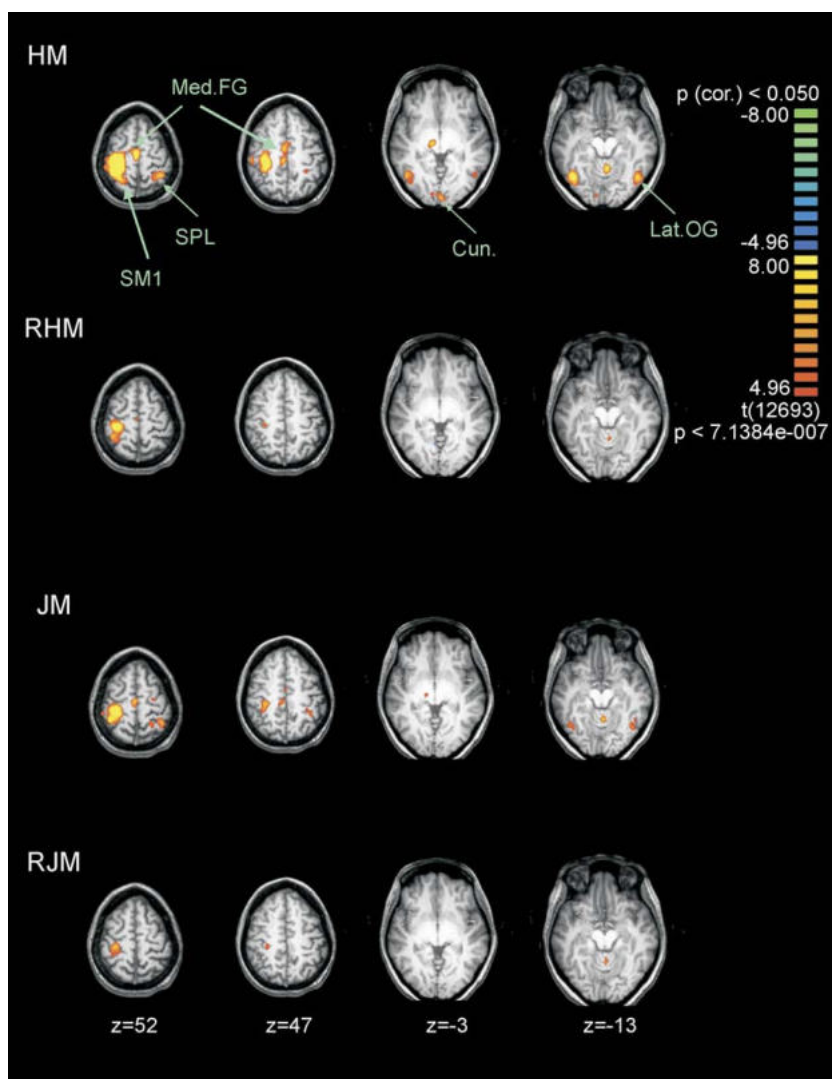 HM
Med.FG
SPL
SM1
Cun.
Lat.OG
p (cor.) < 0.050
-8.00
-4.96
8.00
4.96
t(12693)
p < 7.1384e-007
RHM
JM
RJM
z=52 z=47 z=-3 z=-13